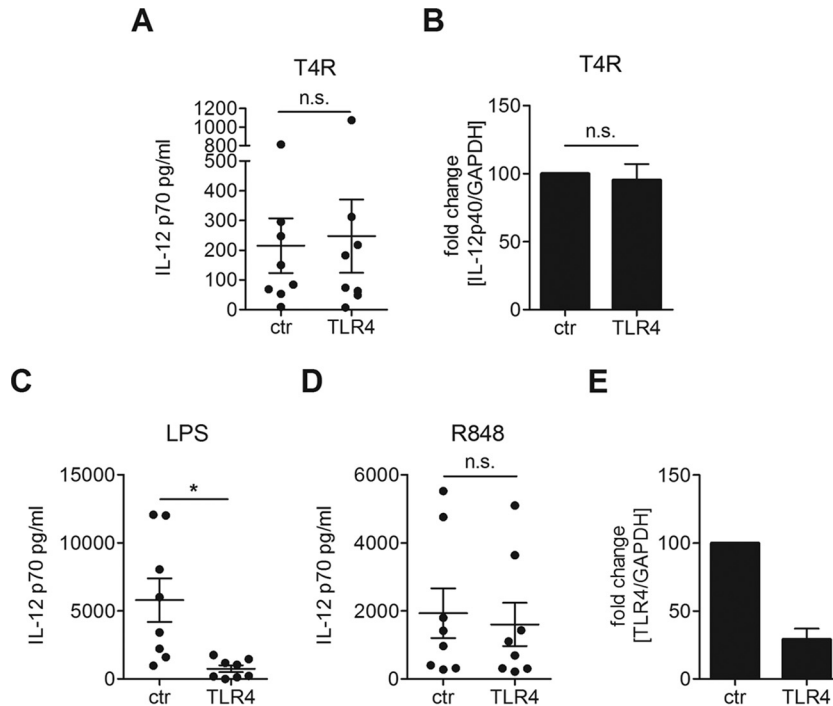 A
T4R
n.s.
IL-12 p70 pg/ml
1200
1000
800
500
400
300
200
100
0
ctr TLR4
B
T4R
n.s.
fold change
[IL-12p40/GAPDH]
150
100
50
0
ctr TLR4
C
LPS
*
IL-12 p70 pg/ml
15000
10000
5000
0
ctr TLR4
D
R848
n.s.
IL-12 p70 pg/ml
6000
4000
2000
0
ctr TLR4
E
fold change
[TLR4/GAPDH]
150
100
50
0
ctr TLR4